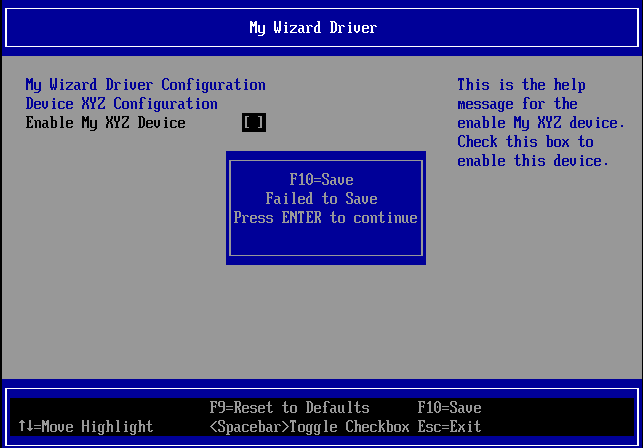 My Wizard Driver
My Wizard Driver Configuration
Device XYZ Configuration
Enable My XYZ Device [ ]
This is the help
message for the
enable My XYZ device.
Check this box to
enable this device.
F10=Save
Failed to Save
Press ENTER to continue
F9=Reset to Defaults F10=Save
↑↓=Move Highlight <Spacebar>Toggle Checkbox Esc=Exit